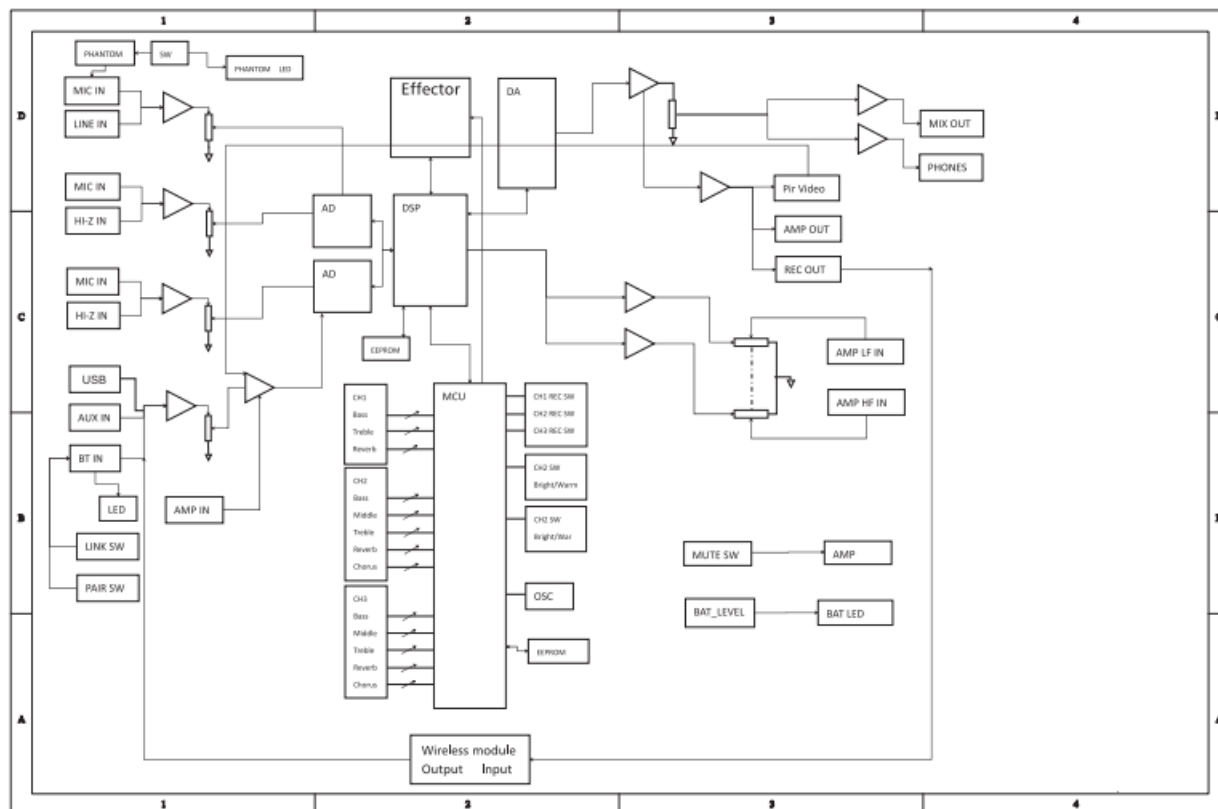 1 2 3 4
PHANTOM
SW
PHANTOM LED
MIC IN
LINE IN
Effector
DA
MIX OUT
PHONES
D
MIC IN
HI-Z IN
AD
DSP
Pir Video
AMP OUT
REC OUT
MIC IN
HI-Z IN
AD
C
EEPROM
AMP LF IN
AMP HF IN
USB
AUX IN
BT IN
LED
AMP IN
LINK SW
PAIR SW
B
CH1
Bass
Treble
Reverb
CH2
Bass
Middle
Treble
Reverb
Chorus
CH3
Bass
Middle
Treble
Reverb
Chorus
MCU
CH1 REC SW
CH2 REC SW
CH3 REC SW
CH2 SW
Bright/Warm
CH2 SW
Bright/War
OSC
EEPROM
MUTE SW
AMP
BAT_LEVEL
BAT LED
A
Wireless module
Output Input
1 2 3 4